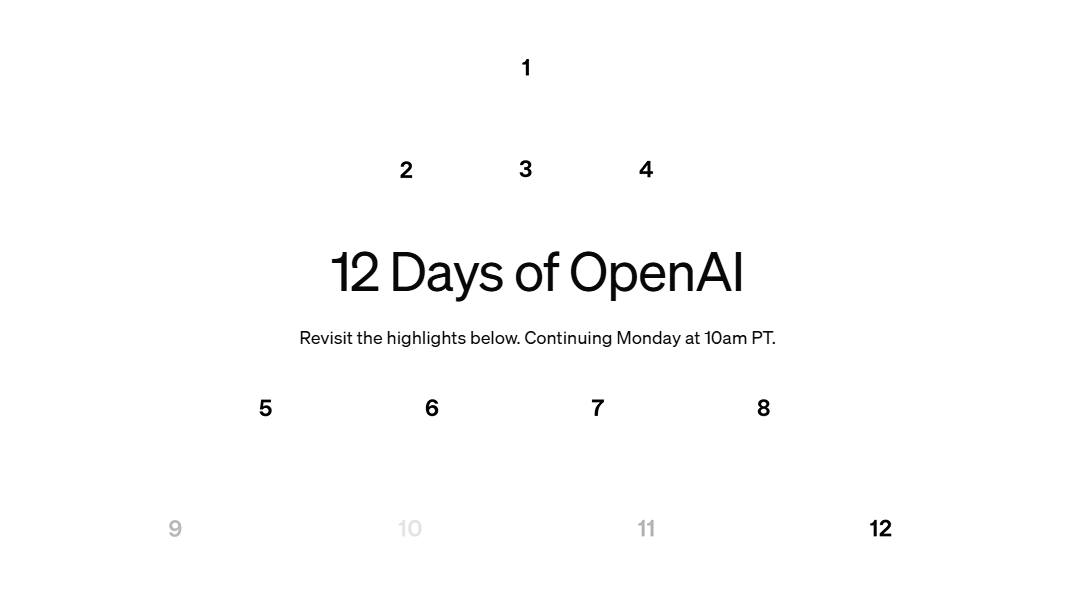 1
2 3 4
12 Days of OpenAI
Revisit the highlights below. Continuing Monday at 10am PT.
5 6 7 8
9 10 11 12